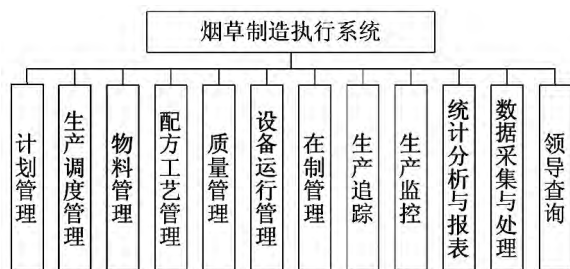 烟草制造执行系统
计划管理
生产调度管理
物料管理
配方工艺管理
质量管理
设备运行管理
在制管理
生产追踪
生产监控
统计分析与报表
数据采集与处理
领导查询